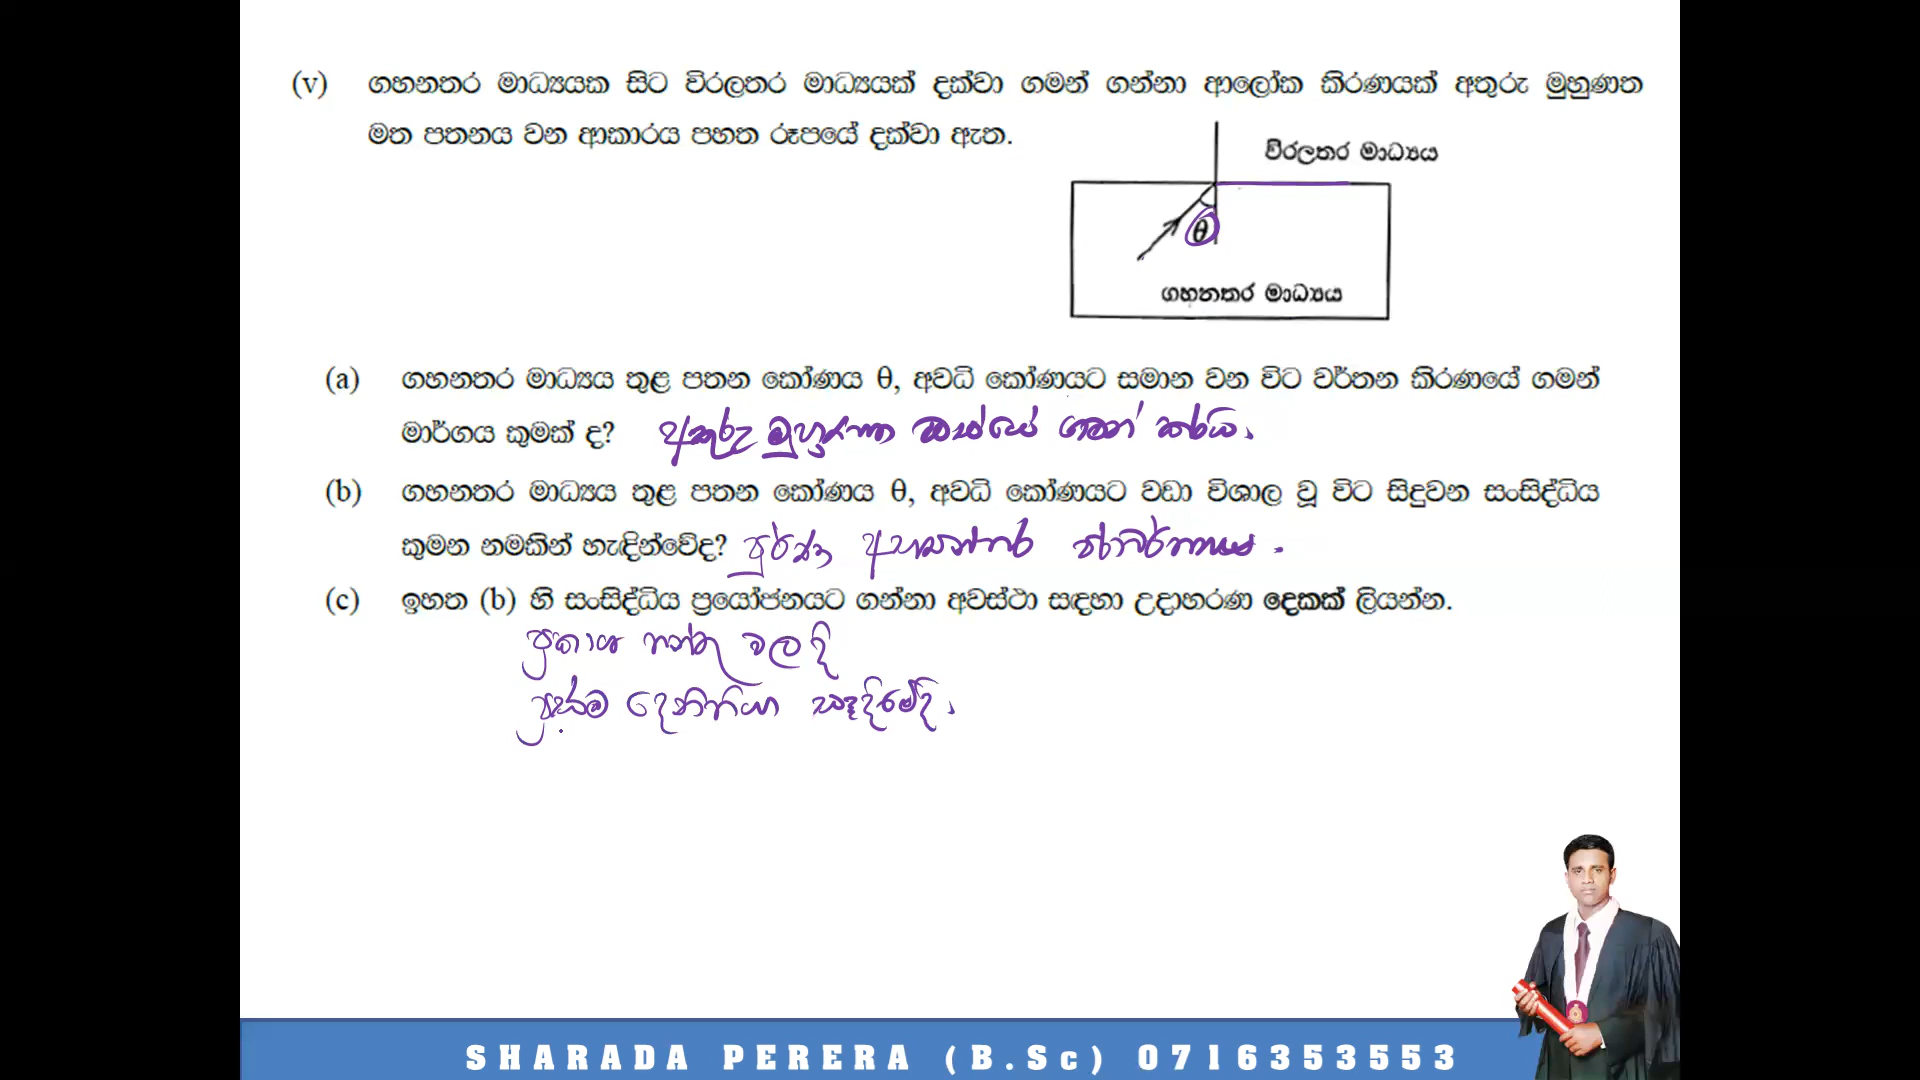 (v) ගහනතර මාධ්‍යයක සිට විරලතර මාධ්‍යයක් දක්වා ගමන් ගන්නා ආලෝක කිරණයක් අතුරු මුහුණත
මත පතනය වන ආකාරය පහත රූපයේ දක්වා ඇත.
විරලතර මාධ්‍යය
θ
ගහනතර මාධ්‍යය
(a) ගහනතර මාධ්‍යය තුළ පතන කෝණය θ, අවධි කෝණයට සමාන වන විට වර්තන කිරණයේ ගමන්
මාර්ගය කුමක් ද? අතුරු මුහුණත ඔස්සේ ගමන් කරයි.
(b) ගහනතර මාධ්‍යය තුළ පතන කෝණය θ, අවධි කෝණයට වඩා විශාල වූ විට සිදුවන සංසිද්ධිය
කුමන නමකින් හැඳින්වේද? පූර්ණ අභ්‍යන්තර පරාවර්තනය.
(c) ඉහත (b) හි සංසිද්ධිය ප්‍රයෝජනයට ගන්නා අවස්ථා සඳහා උදාහරණ දෙකක් ලියන්න.
ප්‍රකාශ තන්තු වල දී
ප්‍රිස්ම දෙනෙතියා සෑදීමේදී.
SHARADA PERERA (B.Sc) 0716353553